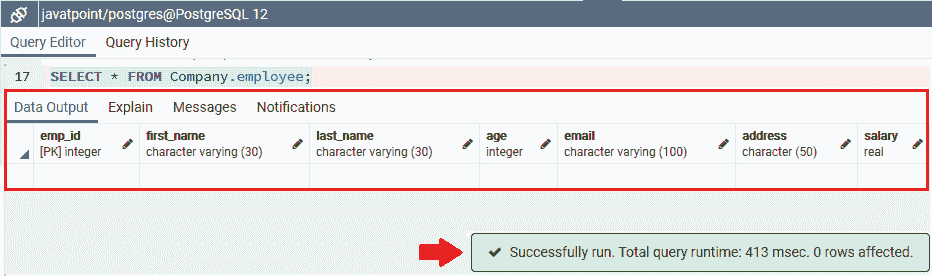 javatpoint/postgres@PostgreSQL 12
Query Editor Query History
17 SELECT * FROM Company.employee;
Data Output Explain Messages Notifications
emp_id first_name last_name age email address salary
[PK] integer character varying (30) character varying (30) integer character varying (100) character (50) real
✔ Successfully run. Total query runtime: 413 msec. 0 rows affected.